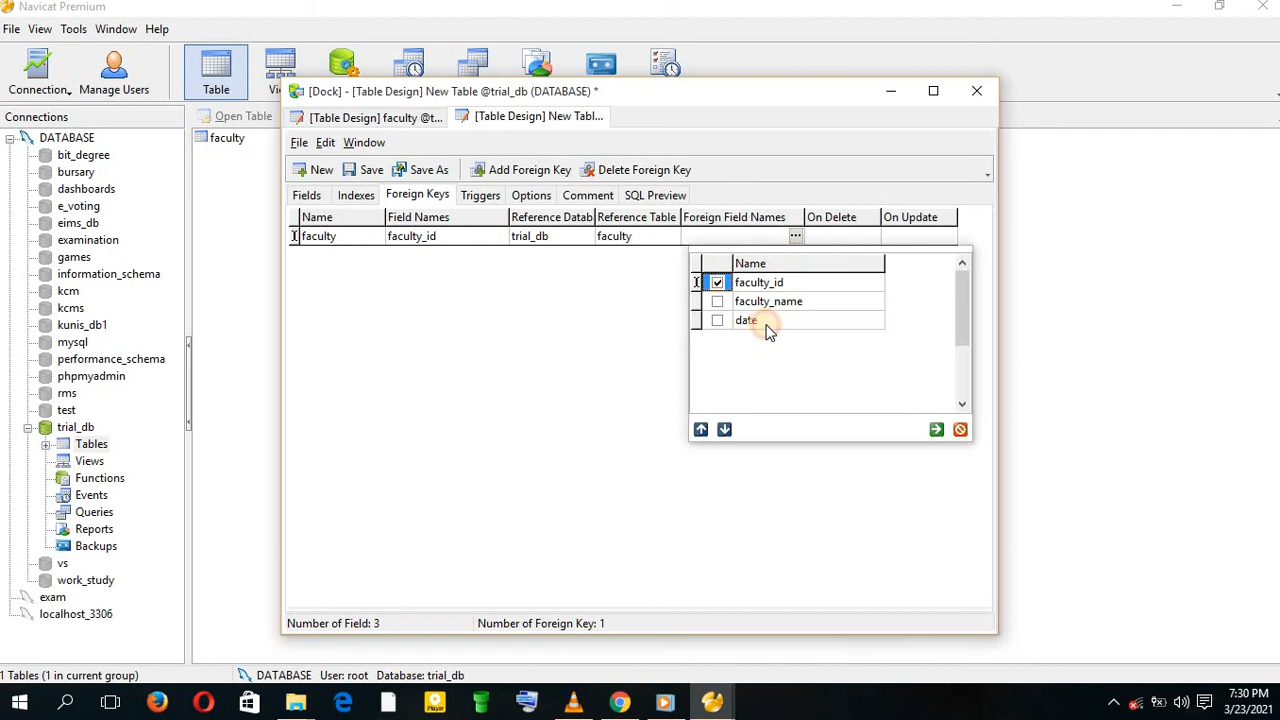 Navicat Premium
File View Tools Window Help
Connection Manage Users Table
Connections
Open Table
DATABASE
bit_degree
bursary
dashboards
e_voting
eims_db
examination
games
information_schema
kcm
kcms
kunis_db1
mysql
performance_schema
phpmyadmin
rms
test
trial_db
Tables
Views
Functions
Events
Queries
Reports
Backups
vs
work_study
exam
localhost_3306
faculty
[Dock] - [Table Design] New Table @trial_db (DATABASE) *
[Table Design] faculty @t... [Table Design] New Tabl...
File Edit Window
New Save Save As Add Foreign Key Delete Foreign Key
Fields Indexes Foreign Keys Triggers Options Comment SQL Preview
Name Field Names Reference Datab Reference Table Foreign Field Names On Delete On Update
faculty faculty_id trial_db faculty ...
Name
faculty_id
faculty_name
date
Number of Field: 3 Number of Foreign Key: 1
1 Tables (1 in current group) DATABASE User: root Database: trial_db
Player
7:30 PM
3/23/2021